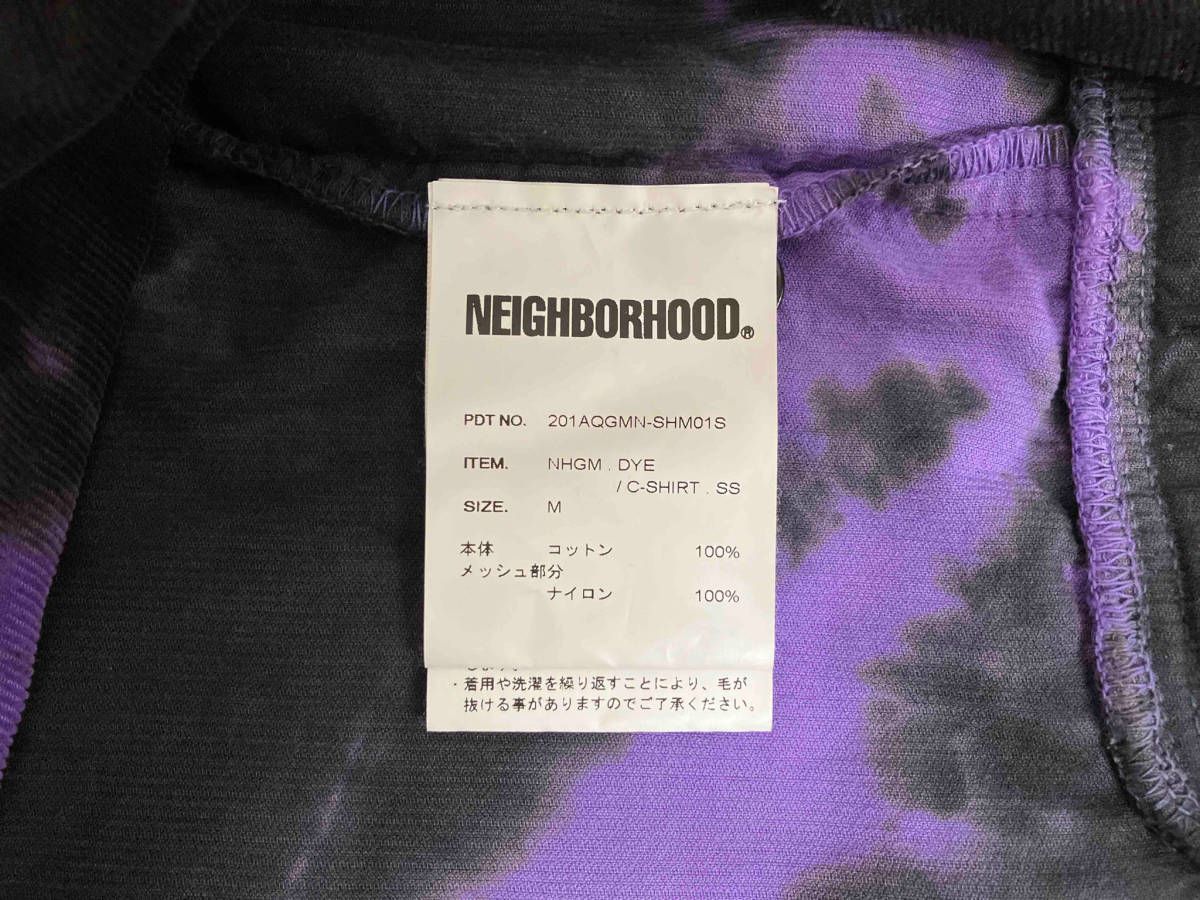 NEIGHBORHOOD®
PDT NO. 201AQGMN-SHM01S
ITEM. NHGM . DYE
/ C-SHIRT . SS
SIZE. M
本体 コットン 100%
メッシュ部分
ナイロン 100%
・着用や洗濯を繰り返すことにより、毛が
抜ける事がありますのでご了承ください。